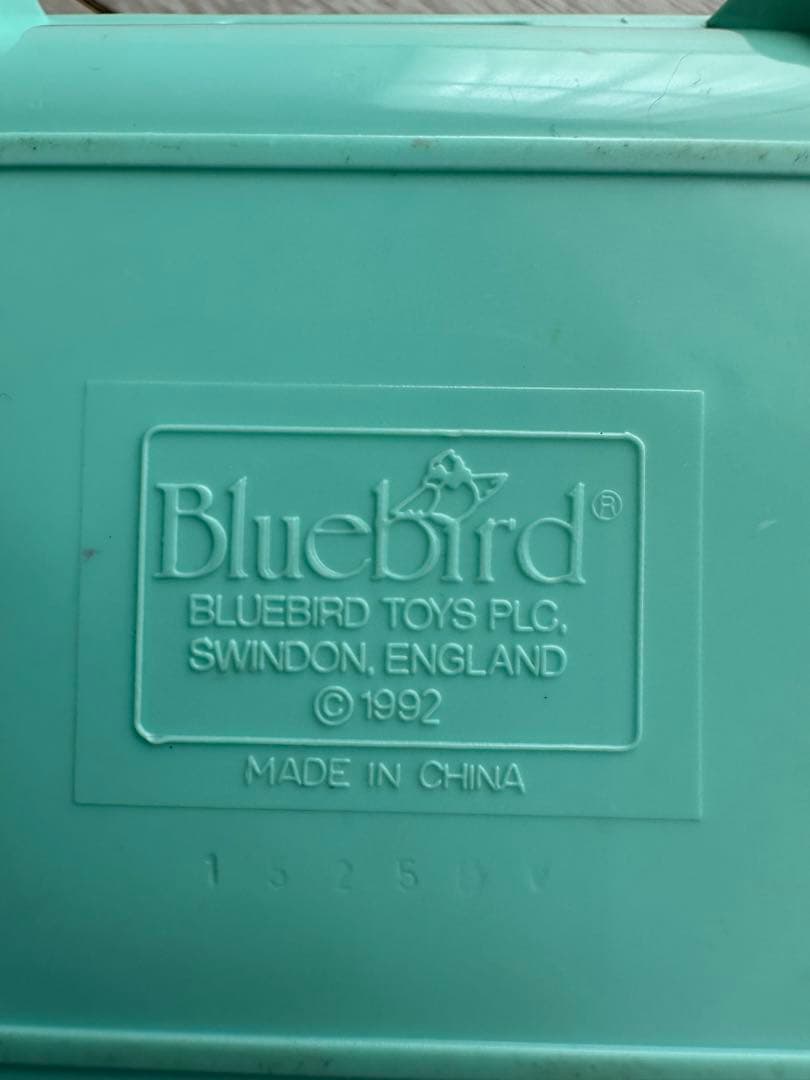 Bluebird®
BLUEBIRD TOYS PLC,
SWINDON, ENGLAND
© 1992
MADE IN CHINA